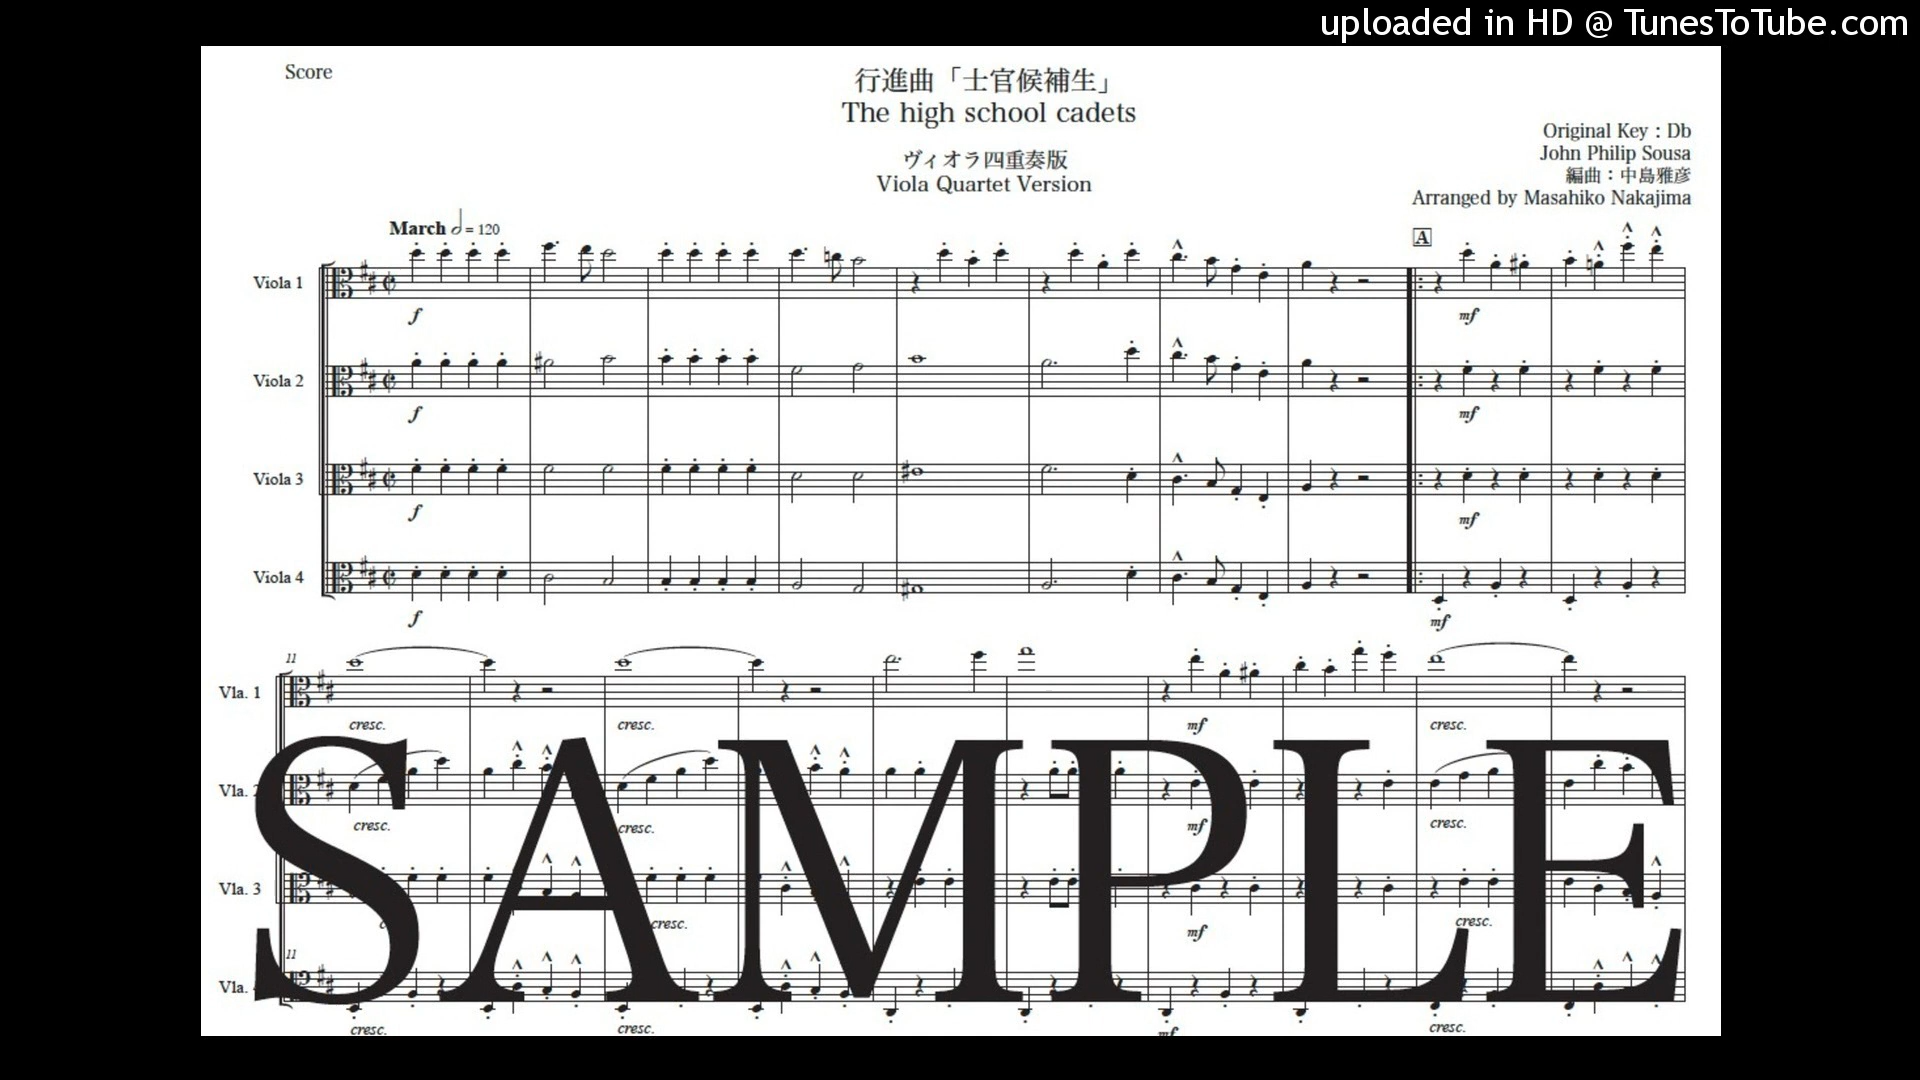 uploaded in HD @ TunesToTube.com
Score
行進曲「士官候補生」
The high school cadets
Original Key : Db
John Philip Sousa
ヴィオラ四重奏版
Viola Quartet Version
編曲：中島雅彦
Arranged by Masahiko Nakajima
March = 120
A
Viola 1
f
mf
Viola 2
f
mf
Viola 3
f
mf
Viola 4
f
mf
11
Vla. 1
cresc. cresc. mf cresc.
Vla. 2
cresc. cresc. mf cresc.
Vla. 3
cresc. mf cresc.
11
Vla.
cresc. cresc. mf cresc.
SAMPLE